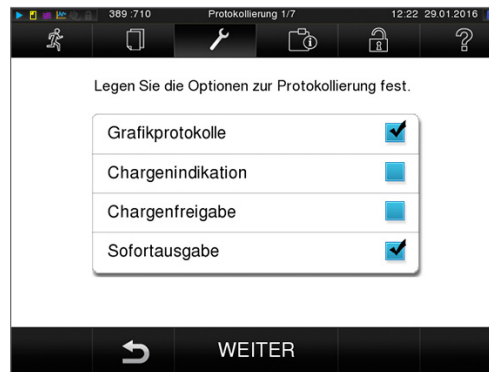 389 :710 Protokollierung 1/7 12:22 29.01.2016
Legen Sie die Optionen zur Protokollierung fest.
Grafikprotokolle
Chargenindikation
Chargenfreigabe
Sofortausgabe
WEITER